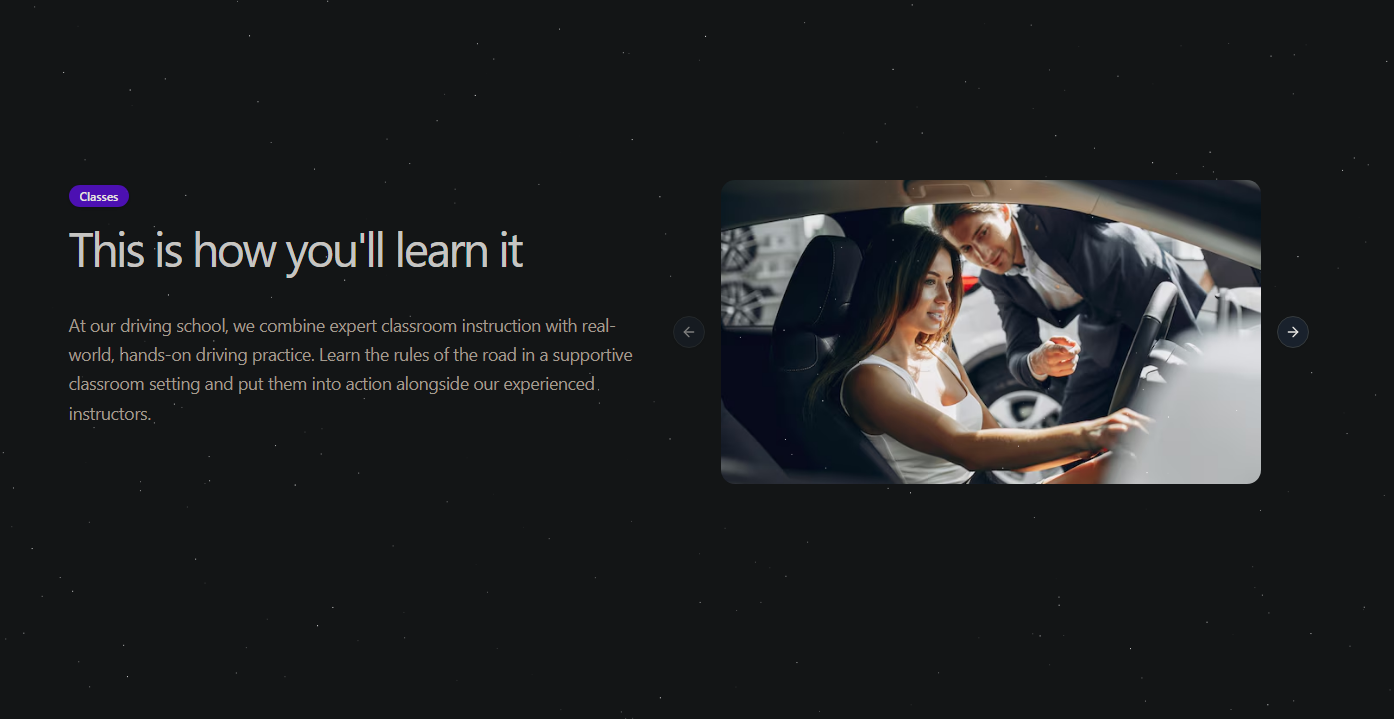 Classes
This is how you'll learn it
At our driving school, we combine expert classroom instruction with real-
world, hands-on driving practice. Learn the rules of the road in a supportive
classroom setting and put them into action alongside our experienced
instructors.